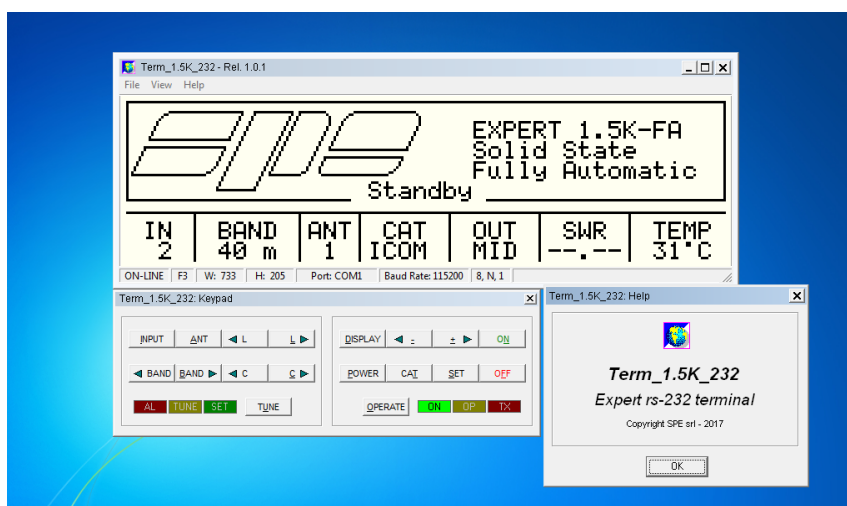 Term_1.5K_232 - Rel. 1.0.1
File View Help
spe
EXPERT 1.5K-FA
Solid State
Fully Automatic
Standby
IN BAND ANT CAT OUT SWR TEMP
2 40 m 1 ICOM MID --.-- 31°C
ON-LINE F3 W: 733 H: 205 Port: COM1 Baud Rate: 115200 8, N, 1
Term_1.5K_232: Keypad
INPUT ANT ◀ L L ▶ DISPLAY ◀ - + ▶ ON
◀ BAND BAND ▶ ◀ C C ▶ POWER CAT SET OFF
AL TUNE SET TUNE OPERATE ON OP TX
Term_1.5K_232: Help
Term_1.5K_232
Expert rs-232 terminal
Copyright SPE srl - 2017
OK